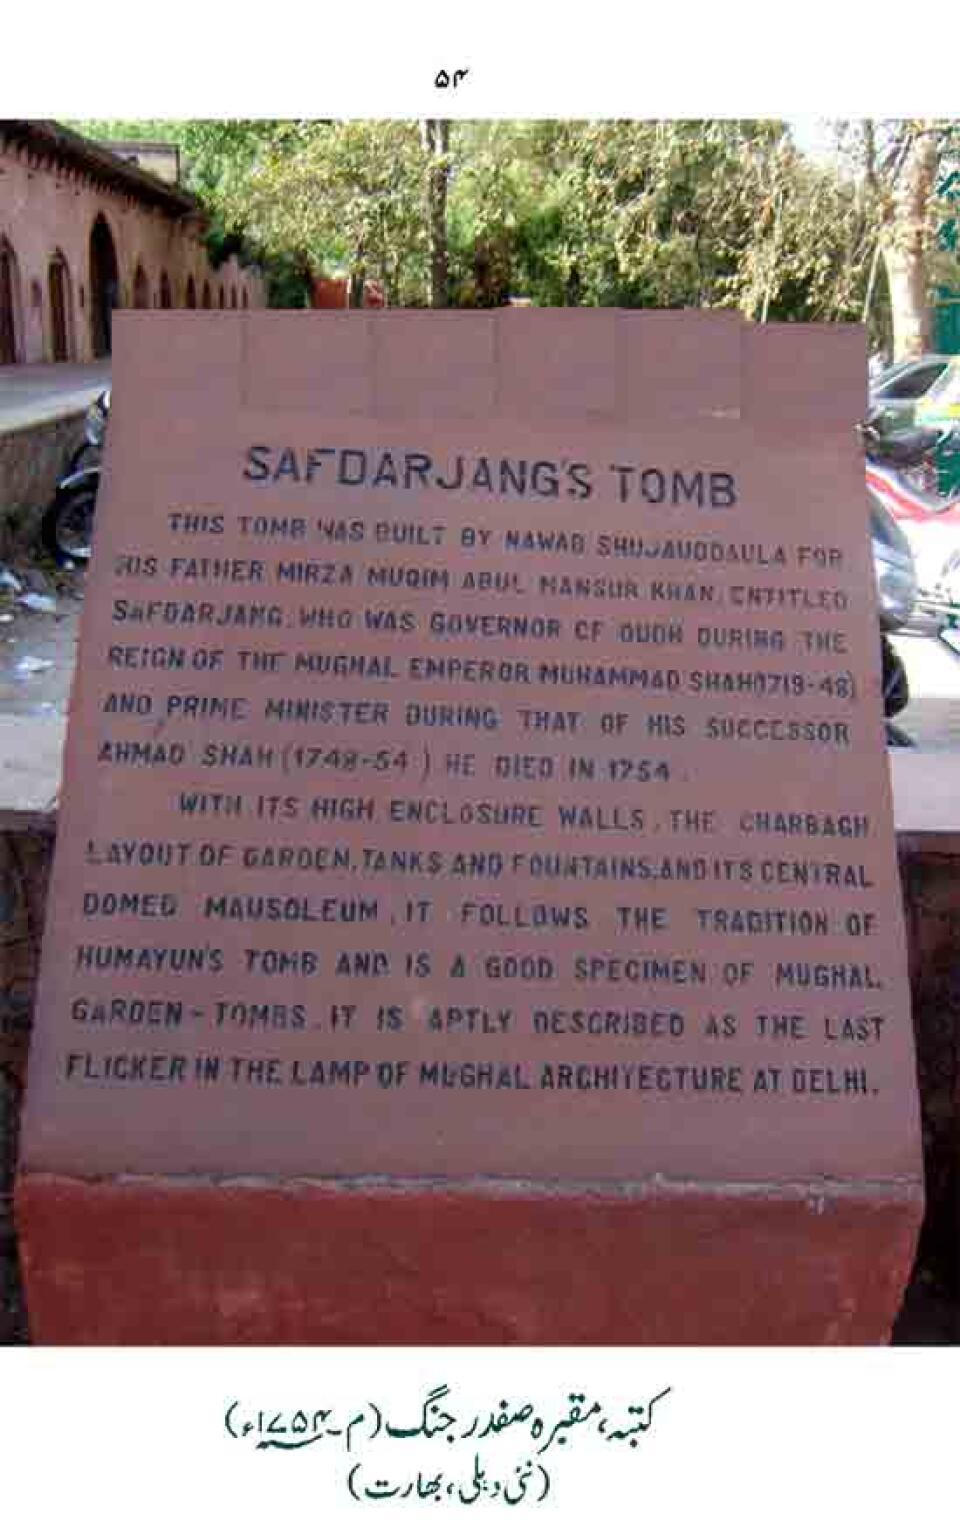 ۵۴
SAFDARJANG'S TOMB
THIS TOMB WAS BUILT BY NAWAB SHUJAUDDAULA FOR
HIS FATHER MIRZA MUQIM ABUL MANSUR KHAN, ENTITLED
SAFDARJANG, WHO WAS GOVERNOR OF OUDH DURING THE
REIGN OF THE MUGHAL EMPEROR MUHAMMAD SHAH(1719-48)
AND PRIME MINISTER DURING THAT OF HIS SUCCESSOR
AHMAD SHAH (1748-54) HE DIED IN 1754.
WITH ITS HIGH ENCLOSURE WALLS, THE CHARBAGH
LAYOUT OF GARDEN, TANKS AND FOUNTAINS, AND ITS CENTRAL
DOMED MAUSOLEUM, IT FOLLOWS THE TRADITION OF
HUMAYUN'S TOMB AND IS A GOOD SPECIMEN OF MUGHAL
GARDEN-TOMBS. IT IS APTLY DESCRIBED AS THE LAST
FLICKER IN THE LAMP OF MUGHAL ARCHIYECTURE AT DELHI.
کتبہ، مقبرہ صفدر جنگ (م۔۱۷۵۴ء)
(نئی دہلی، بھارت)